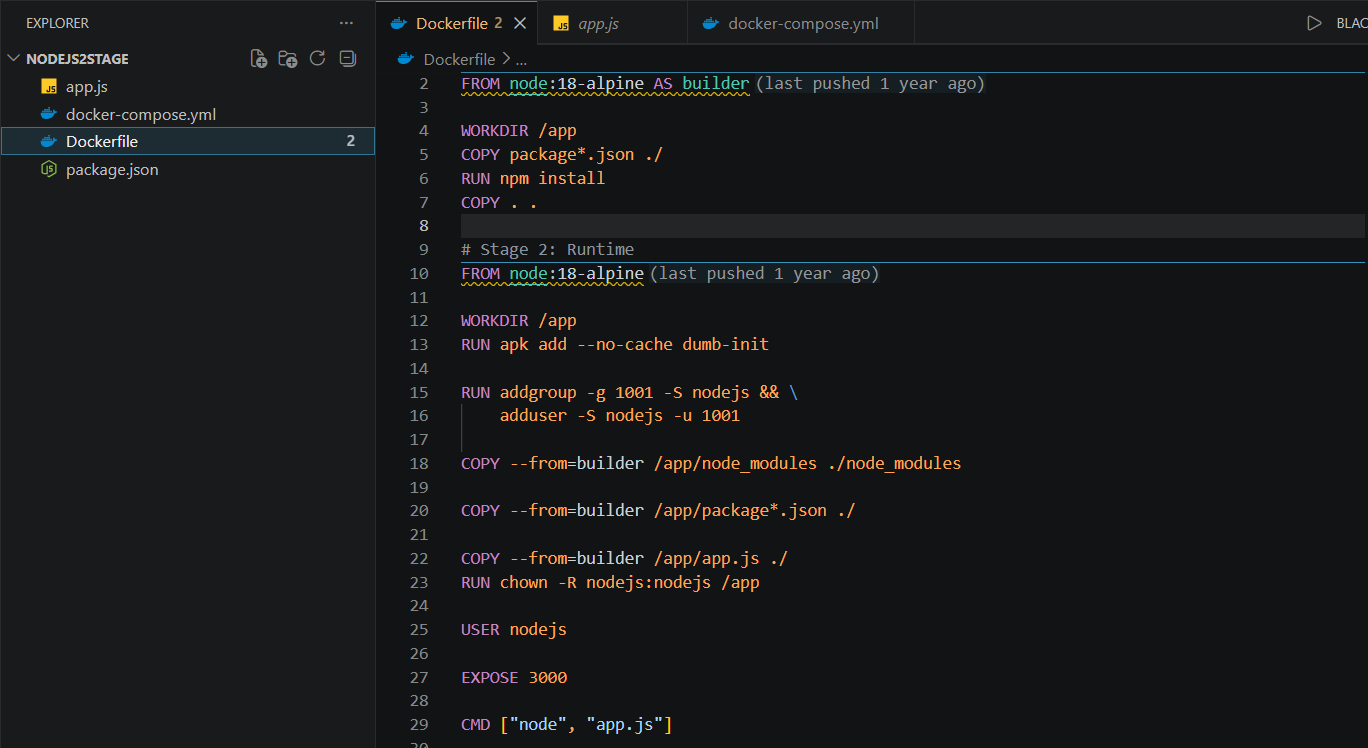 EXPLORER ...
NODEJS2STAGE
JS app.js
docker-compose.yml
Dockerfile 2
JS package.json
Dockerfile 2
JS app.js
docker-compose.yml
BLAC
Dockerfile > ...
2 FROM node:18-alpine AS builder (last pushed 1 year ago)
3
4 WORKDIR /app
5 COPY package*.json ./
6 RUN npm install
7 COPY . .
8
9 # Stage 2: Runtime
10 FROM node:18-alpine (last pushed 1 year ago)
11
12 WORKDIR /app
13 RUN apk add --no-cache dumb-init
14
15 RUN addgroup -g 1001 -S nodejs && \
16     adduser -S nodejs -u 1001
17
18 COPY --from=builder /app/node_modules ./node_modules
19
20 COPY --from=builder /app/package*.json ./
21
22 COPY --from=builder /app/app.js ./
23 RUN chown -R nodejs:nodejs /app
24
25 USER nodejs
26
27 EXPOSE 3000
28
29 CMD ["node", "app.js"]
30